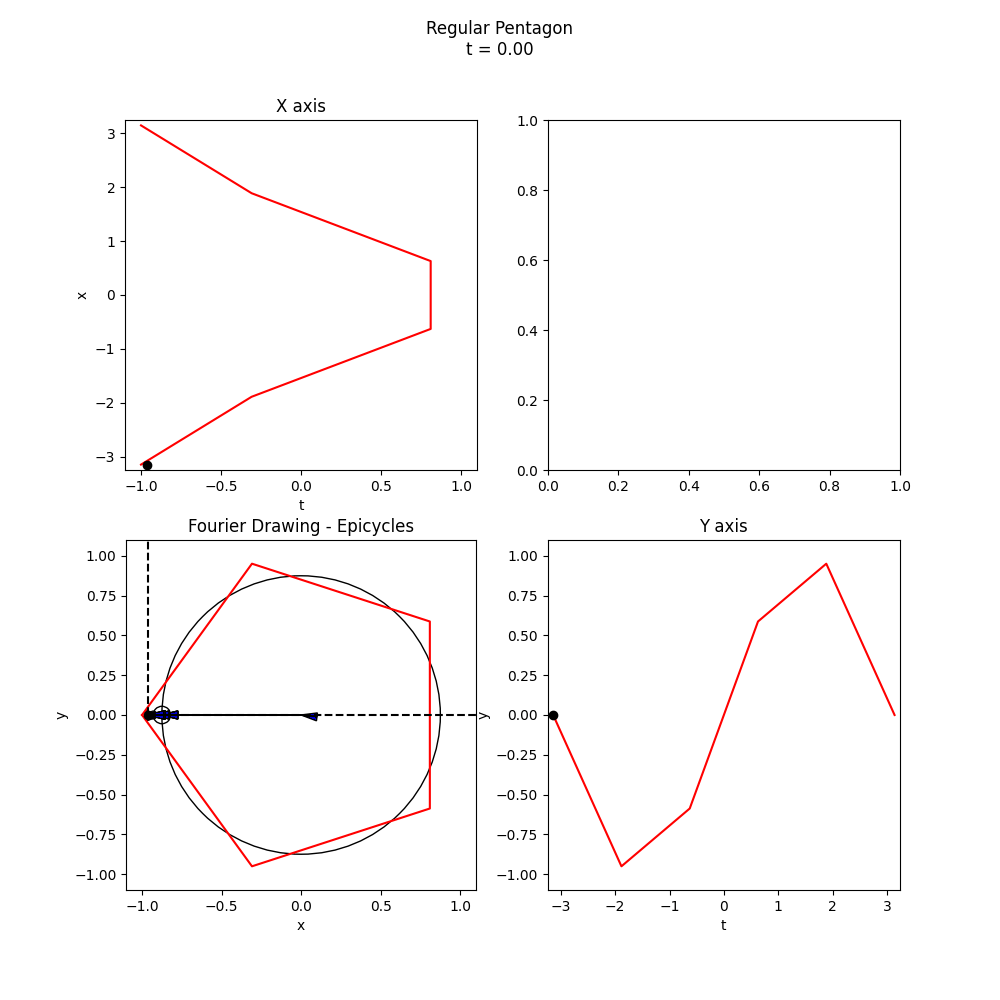 Regular Pentagon
t = 0.00
X axis
3
2
1
0
−1
−2
−3
x
−1.0 −0.5 0.0 0.5 1.0
t
1.0
0.8
0.6
0.4
0.2
0.0
0.0 0.2 0.4 0.6 0.8 1.0
Fourier Drawing - Epicycles
1.00
0.75
0.50
0.25
0.00
−0.25
−0.50
−0.75
−1.00
y
−1.0 −0.5 0.0 0.5 1.0
x
Y axis
1.00
0.75
0.50
0.25
0.00
−0.25
−0.50
−0.75
−1.00
y
−3 −2 −1 0 1 2 3
t